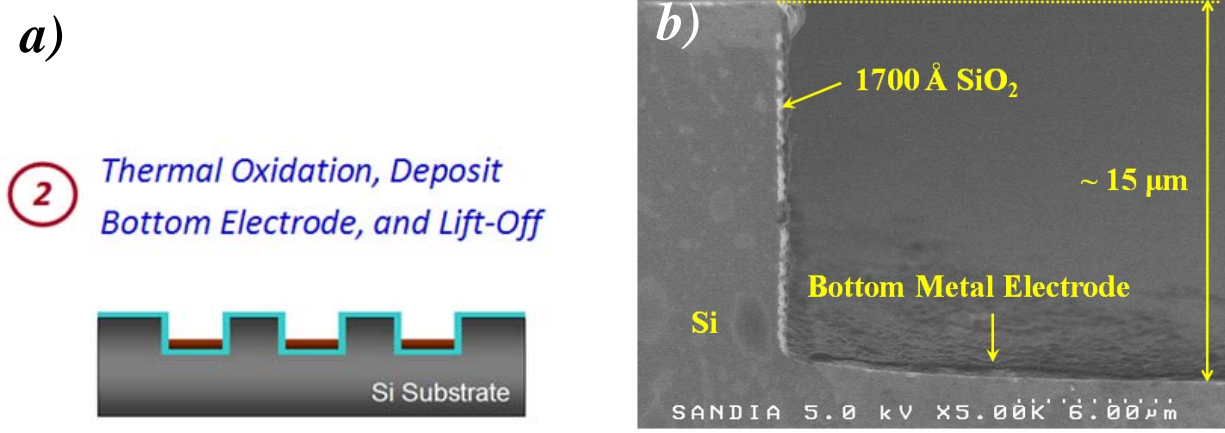 a)
2
Thermal Oxidation, Deposit
Bottom Electrode, and Lift-Off
Si Substrate
b)
1700 Å SiO₂
~ 15 μm
Bottom Metal Electrode
Si
SANDIA 5.0 kV X5.00K 6.00μm